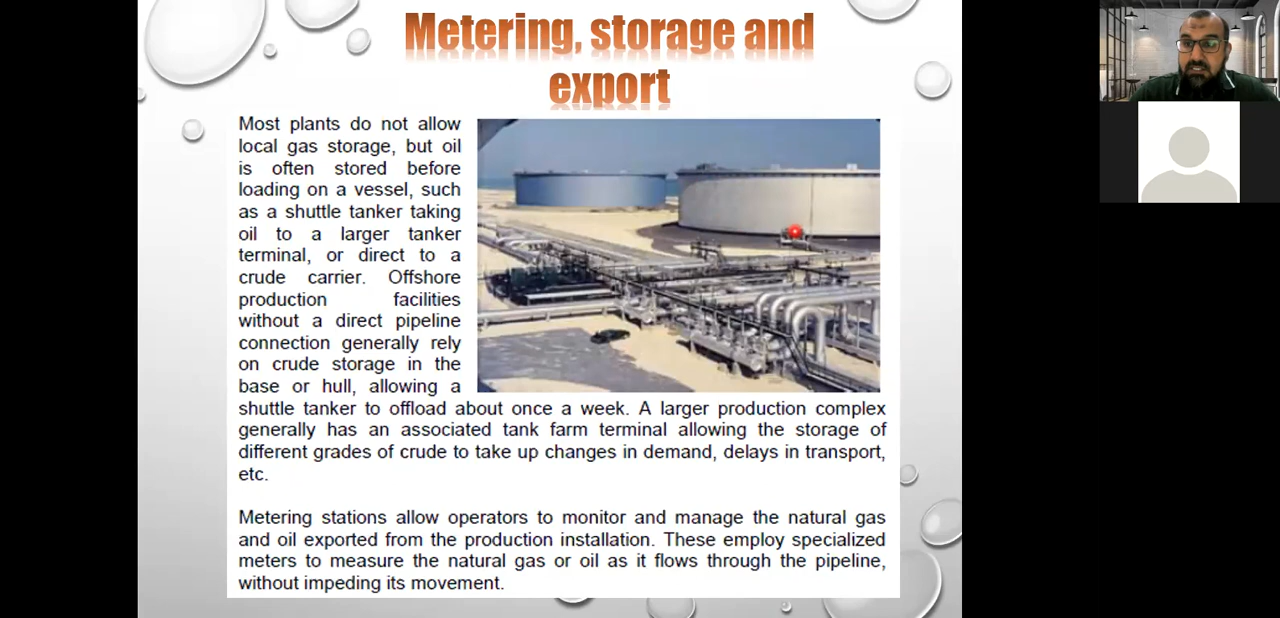 Metering, storage and
export
Most plants do not allow
local gas storage, but oil
is often stored before
loading on a vessel, such
as a shuttle tanker taking
oil to a larger tanker
terminal, or direct to a
crude carrier. Offshore
production facilities
without a direct pipeline
connection generally rely
on crude storage in the
base or hull, allowing a
shuttle tanker to offload about once a week. A larger production complex
generally has an associated tank farm terminal allowing the storage of
different grades of crude to take up changes in demand, delays in transport,
etc.
Metering stations allow operators to monitor and manage the natural gas
and oil exported from the production installation. These employ specialized
meters to measure the natural gas or oil as it flows through the pipeline,
without impeding its movement.